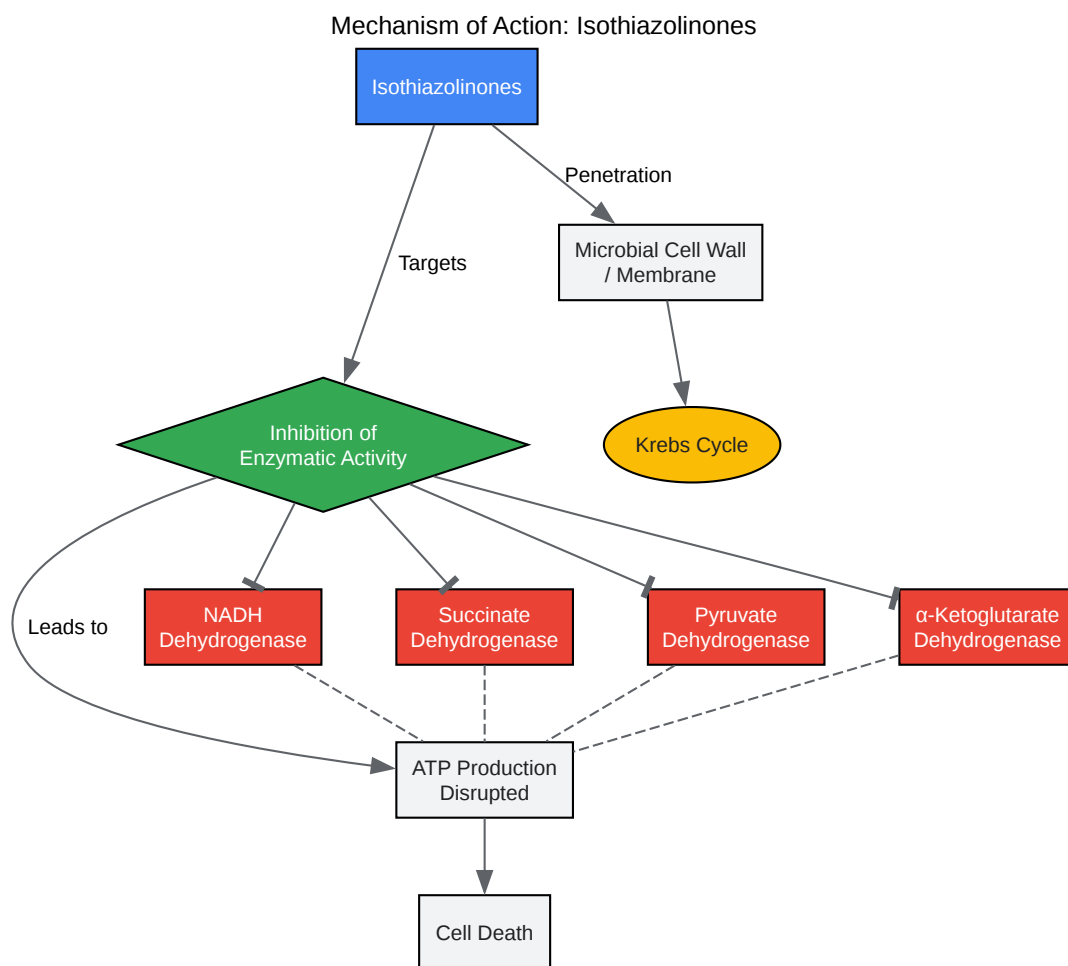 Mechanism of Action: Isothiazolinones
Isothiazolinones
Penetration
Microbial Cell Wall
/ Membrane
Targets
Inhibition of
Enzymatic Activity
Krebs Cycle
Leads to
NADH
Dehydrogenase
Succinate
Dehydrogenase
Pyruvate
Dehydrogenase
α-Ketoglutarate
Dehydrogenase
ATP Production
Disrupted
Cell Death